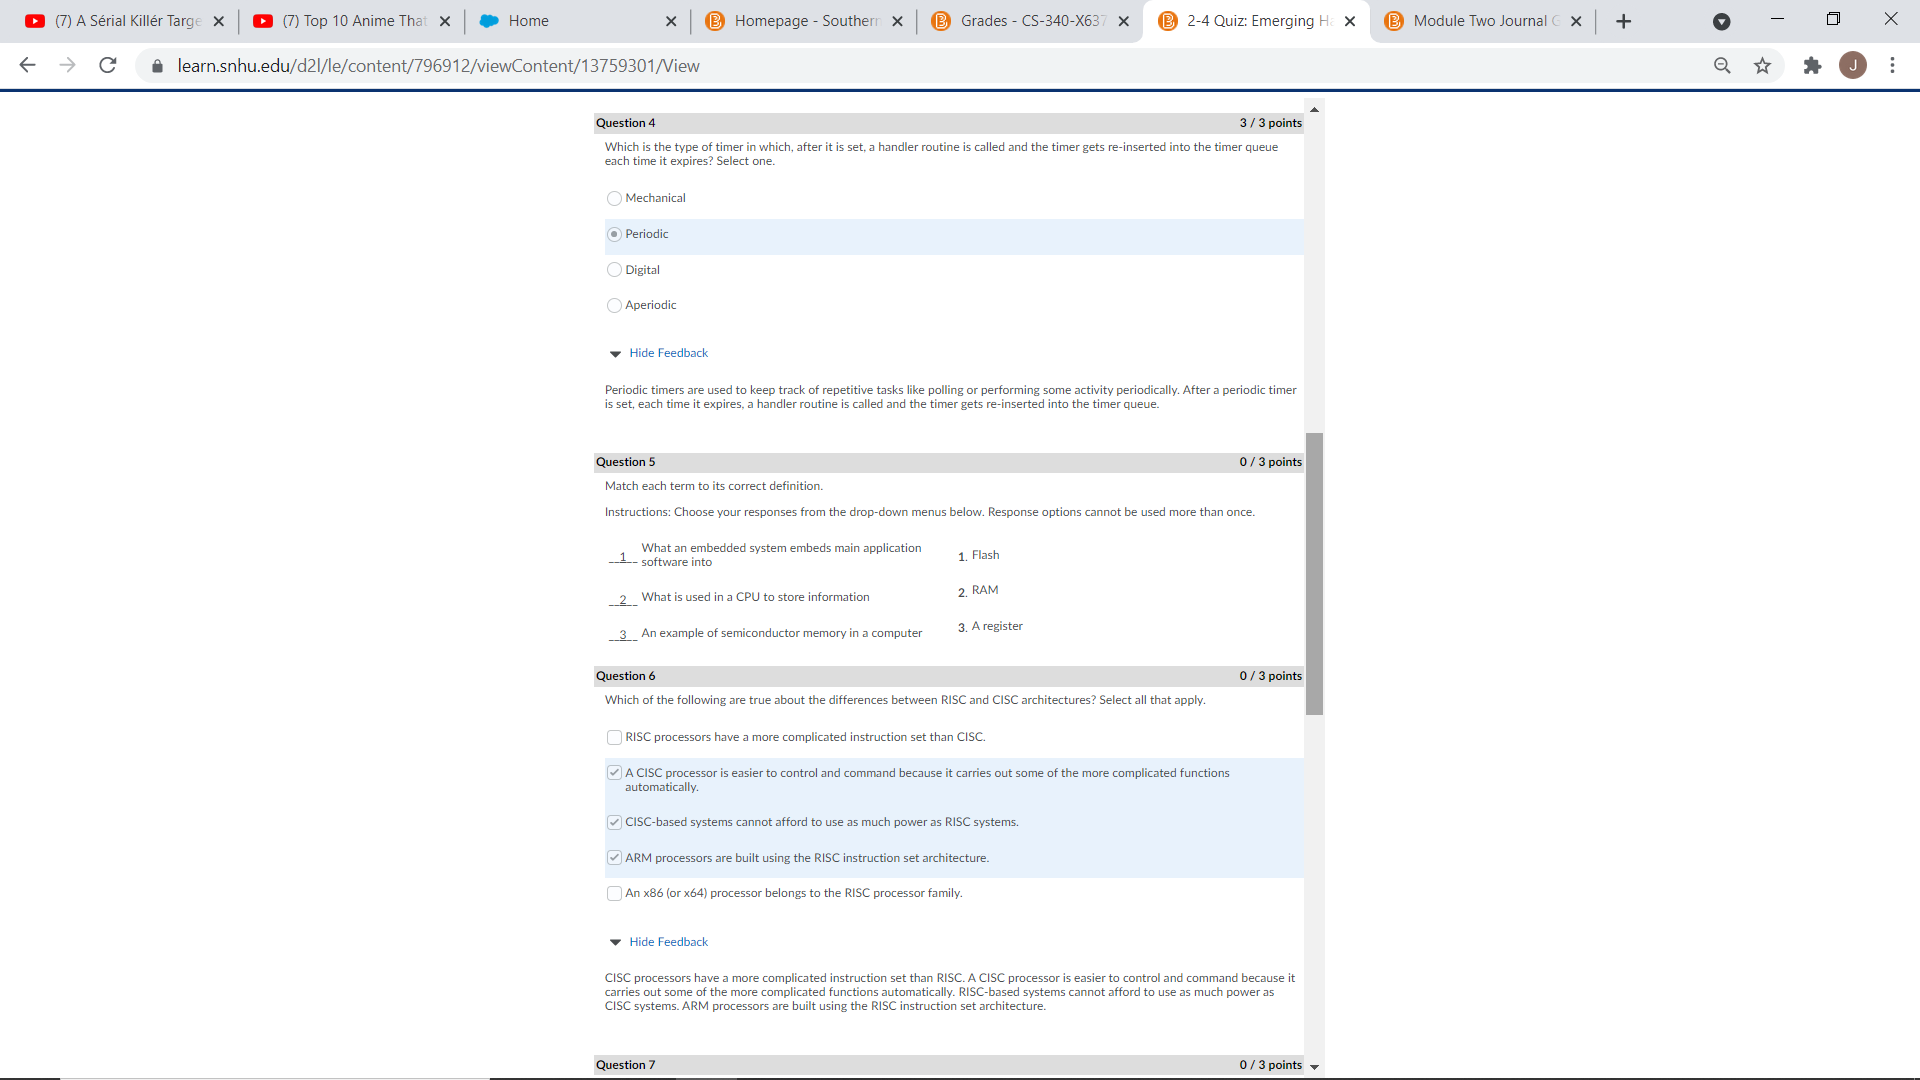 (7) A Sérial Killér Targe
(7) Top 10 Anime That
Home
Homepage - Southern
Grades - CS-340-X637
2-4 Quiz: Emerging Ha
Module Two Journal G
learn.snhu.edu/d2l/le/content/796912/viewContent/13759301/View
J
Question 4 3 / 3 points
Which is the type of timer in which, after it is set, a handler routine is called and the timer gets re-inserted into the timer queue
each time it expires? Select one.
Mechanical
Periodic
Digital
Aperiodic
Hide Feedback
Periodic timers are used to keep track of repetitive tasks like polling or performing some activity periodically. After a periodic timer
is set, each time it expires, a handler routine is called and the timer gets re-inserted into the timer queue.
Question 5 0 / 3 points
Match each term to its correct definition.
Instructions: Choose your responses from the drop-down menus below. Response options cannot be used more than once.
__1__ What an embedded system embeds main application
software into
1. Flash
__2__ What is used in a CPU to store information
2. RAM
__3__ An example of semiconductor memory in a computer
3. A register
Question 6 0 / 3 points
Which of the following are true about the differences between RISC and CISC architectures? Select all that apply.
RISC processors have a more complicated instruction set than CISC.
A CISC processor is easier to control and command because it carries out some of the more complicated functions
automatically.
CISC-based systems cannot afford to use as much power as RISC systems.
ARM processors are built using the RISC instruction set architecture.
An x86 (or x64) processor belongs to the RISC processor family.
Hide Feedback
CISC processors have a more complicated instruction set than RISC. A CISC processor is easier to control and command because it
carries out some of the more complicated functions automatically. RISC-based systems cannot afford to use as much power as
CISC systems. ARM processors are built using the RISC instruction set architecture.
Question 7 0 / 3 points